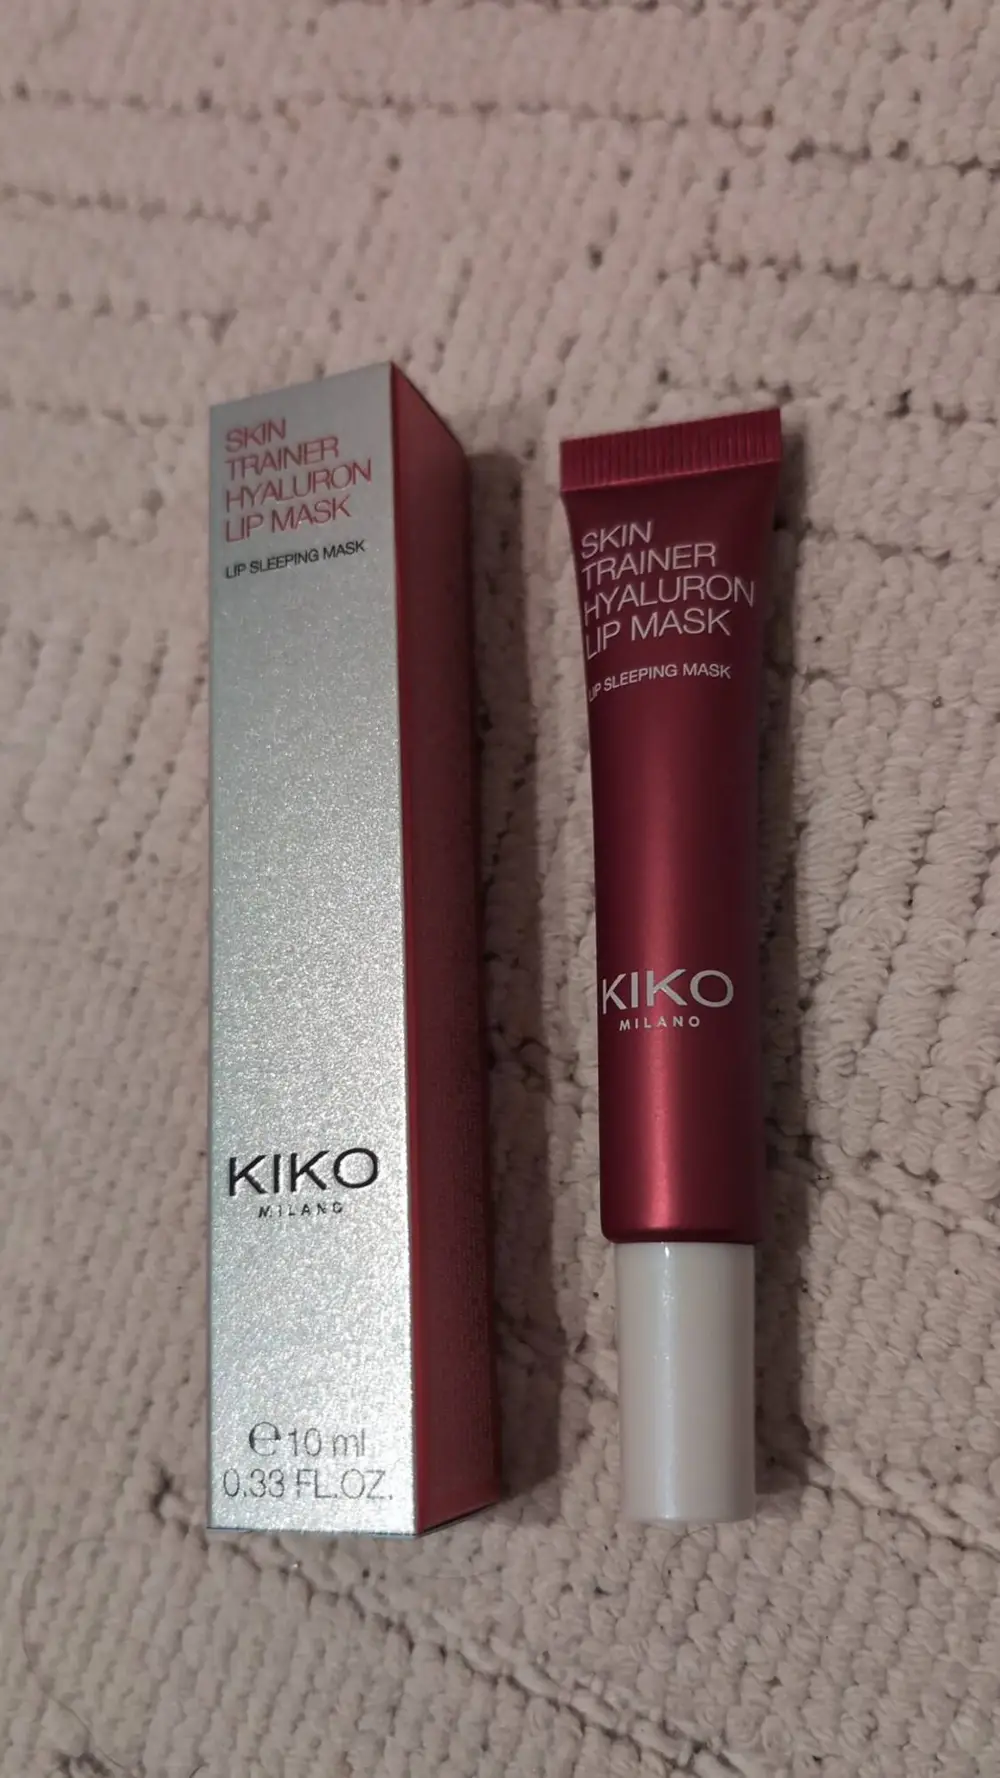 SKIN
TRAINER
HYALURON
LIP MASK
LIP SLEEPING MASK
KIKO
MILANO
℮ 10 ml
0.33 FL.OZ.
SKIN
TRAINER
HYALURON
LIP MASK
LIP SLEEPING MASK
KIKO
MILANO